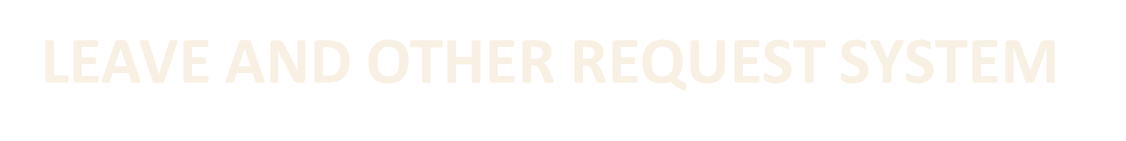 LEAVE AND OTHER REQUEST SYSTEM